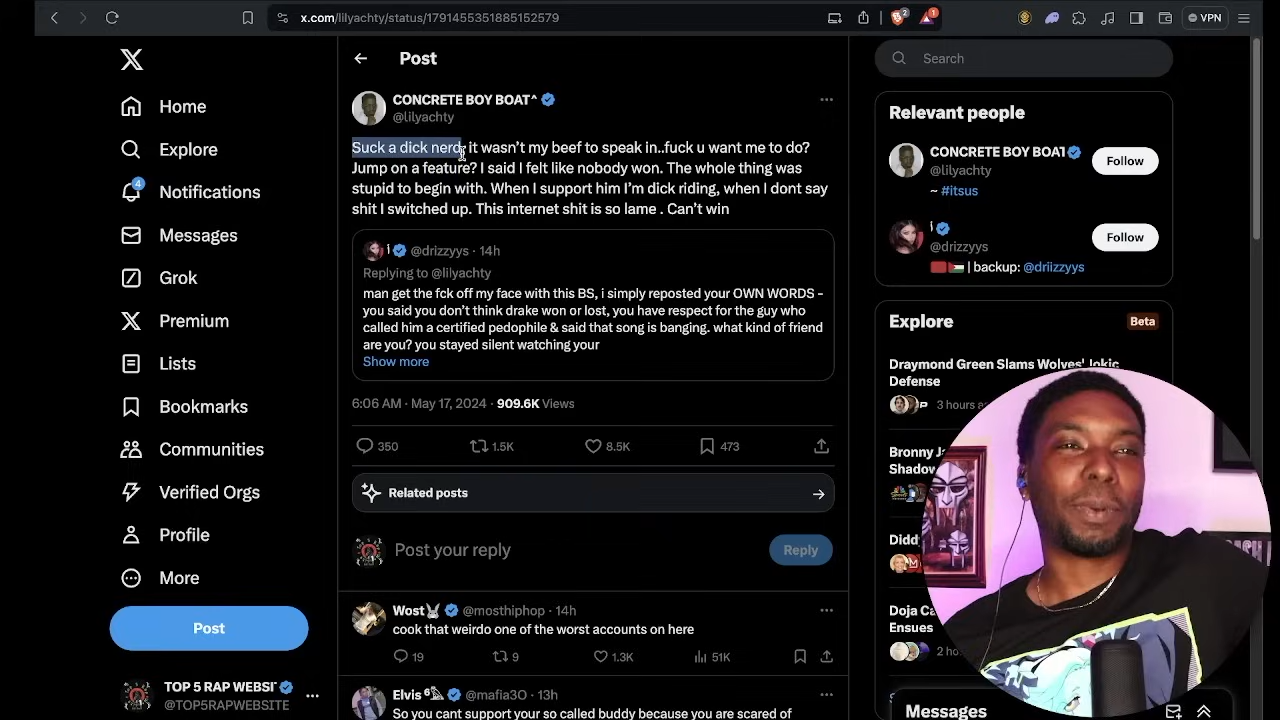 x.com/lilyachty/status/1791455351885152579
2
1
VPN
Home
Explore
4
Notifications
Messages
Grok
Premium
Lists
Bookmarks
Communities
Verified Orgs
Profile
More
Post
TOP 5 RAP WEBSI
@TOP5RAPWEBSITE
Post
CONCRETE BOY BOAT^
@lilyachty
Suck a dick nerd, it wasn't my beef to speak in..fuck u want me to do?
Jump on a feature? I said I felt like nobody won. The whole thing was
stupid to begin with. When I support him I'm dick riding, when I dont say
shit I switched up. This internet shit is so lame . Can't win
@drizzyys · 14h
Replying to @lilyachty
man get the fck off my face with this BS, i simply reposted your OWN WORDS -
you said you don't think drake won or lost, you have respect for the guy who
called him a certified pedophile & said that song is banging. what kind of friend
are you? you stayed silent watching your
Show more
6:06 AM · May 17, 2024 · 909.6K Views
350
1.5K
8.5K
473
Related posts
Post your reply
Reply
Wost @mosthiphop · 14h
cook that weirdo one of the worst accounts on here
19
9
1.3K
51K
Elvis @mafia3O · 13h
So you cant support your so called buddy because you are scared of
Search
Relevant people
CONCRETE BOY BOAT
@lilyachty
Follow
~ #itsus
@drizzyys
Follow
| backup: @driizzyys
Explore
Beta
Draymond Green Slams Wolves' Jokic
Defense
3 hours
Bronny
Shadow
Diddy
Doja
Ensues
2
Messages